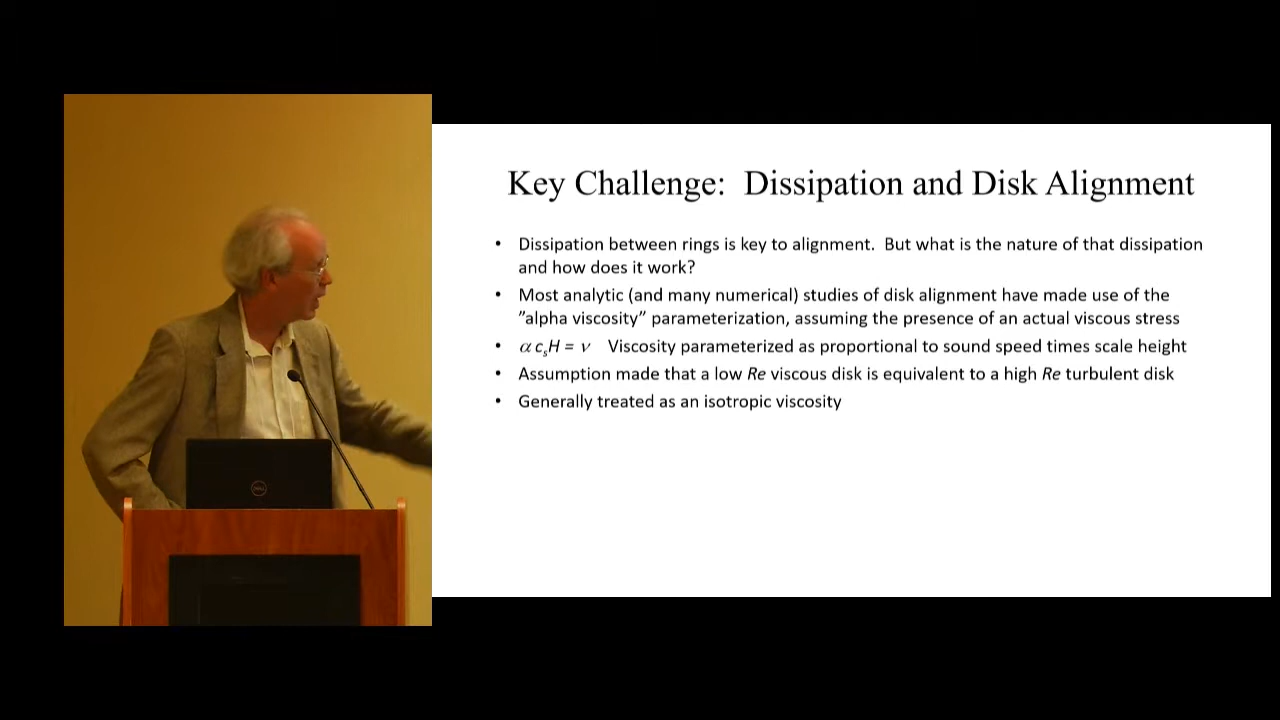 Key Challenge:  Dissipation and Disk Alignment
• Dissipation between rings is key to alignment.  But what is the nature of that dissipation
and how does it work?
• Most analytic (and many numerical) studies of disk alignment have made use of the
”alpha viscosity” parameterization, assuming the presence of an actual viscous stress
• α cₛH = ν   Viscosity parameterized as proportional to sound speed times scale height
• Assumption made that a low Re viscous disk is equivalent to a high Re turbulent disk
• Generally treated as an isotropic viscosity
DELL